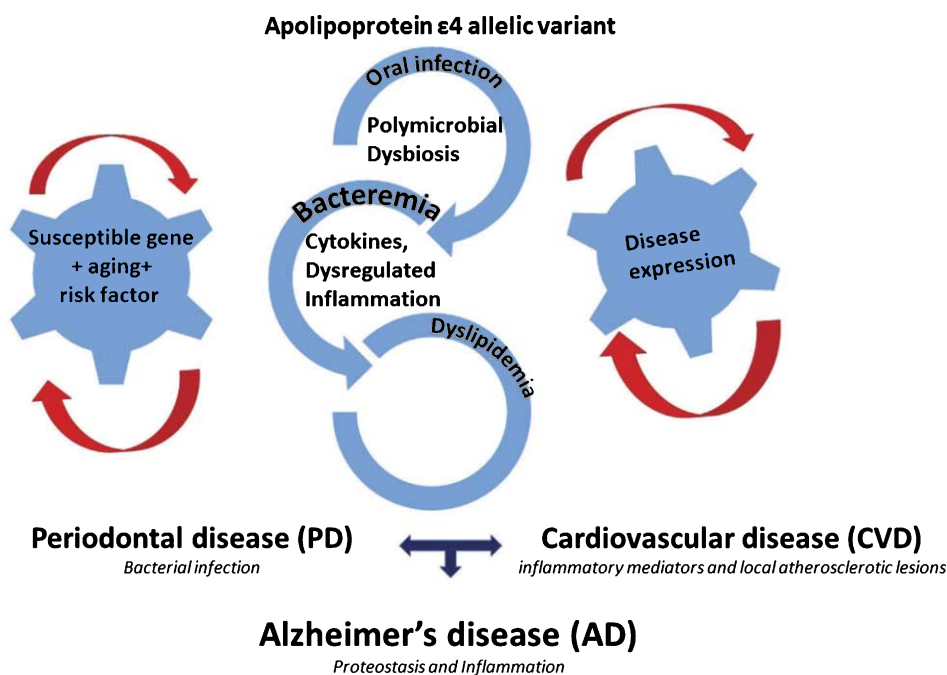 Apolipoprotein ε4 allelic variant
Oral infection
Polymicrobial
Dysbiosis
Bacteremia
Cytokines,
Dysregulated
Inflammation
Dyslipidemia
Susceptible gene
+ aging+
risk factor
Disease
expression
Periodontal disease (PD)
Bacterial infection
Cardiovascular disease (CVD)
inflammatory mediators and local atherosclerotic lesions
Alzheimer's disease (AD)
Proteostasis and Inflammation